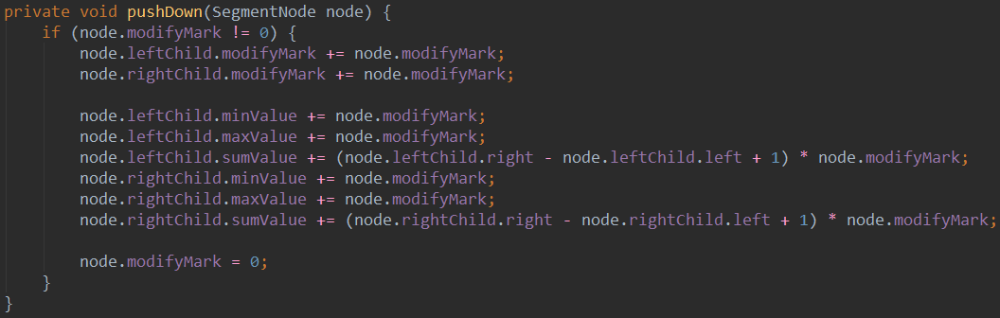 private void pushDown(SegmentNode node) {
    if (node.modifyMark != 0) {
        node.leftChild.modifyMark += node.modifyMark;
        node.rightChild.modifyMark += node.modifyMark;

        node.leftChild.minValue += node.modifyMark;
        node.leftChild.maxValue += node.modifyMark;
        node.leftChild.sumValue += (node.leftChild.right - node.leftChild.left + 1) * node.modifyMark;
        node.rightChild.minValue += node.modifyMark;
        node.rightChild.maxValue += node.modifyMark;
        node.rightChild.sumValue += (node.rightChild.right - node.rightChild.left + 1) * node.modifyMark;

        node.modifyMark = 0;
    }
}